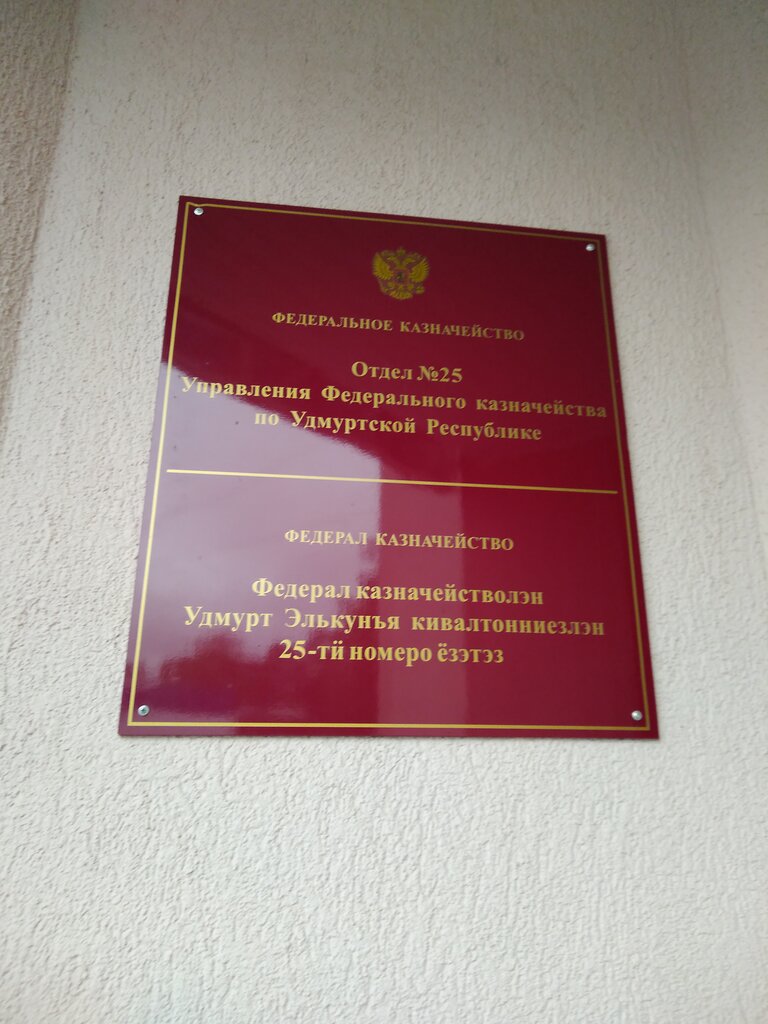 ФЕДЕРАЛЬНОЕ КАЗНАЧЕЙСТВО
Отдел №25
Управления Федерального казначейства
по Удмуртской Республике
ФЕДЕРАЛ КАЗНАЧЕЙСТВО
Федерал казначействолэн
Удмурт Элькунъя кивалтонниезлэн
25-тӥ номеро ёзэтэз